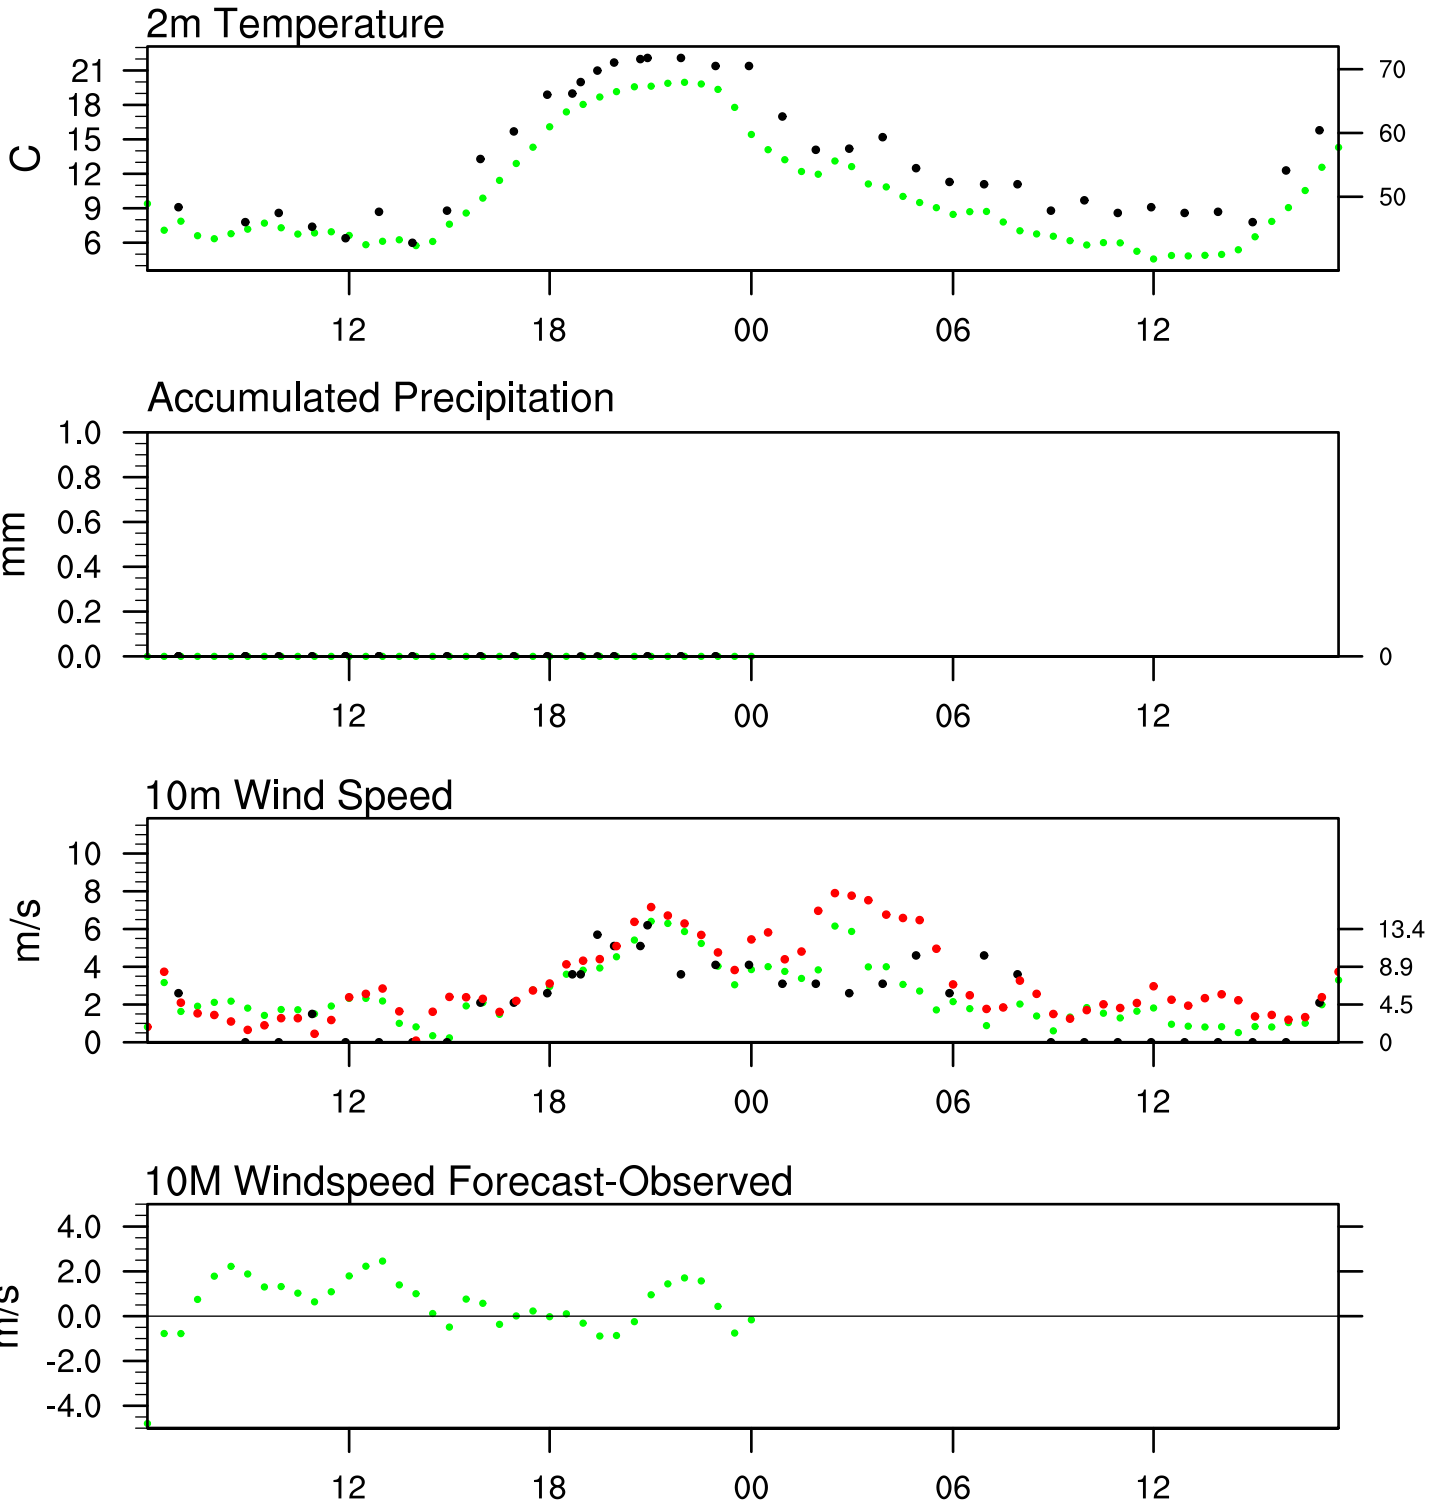 2m Temperature
21
18
15
12
9
6
C
70
60
50
12 18 00 06 12
Accumulated Precipitation
1.0
0.8
0.6
0.4
0.2
0.0
mm
0
12 18 00 06 12
10m Wind Speed
10
8
6
4
2
0
m/s
13.4
8.9
4.5
0
12 18 00 06 12
10M Windspeed Forecast-Observed
4.0
2.0
0.0
-2.0
-4.0
m/s
12 18 00 06 12